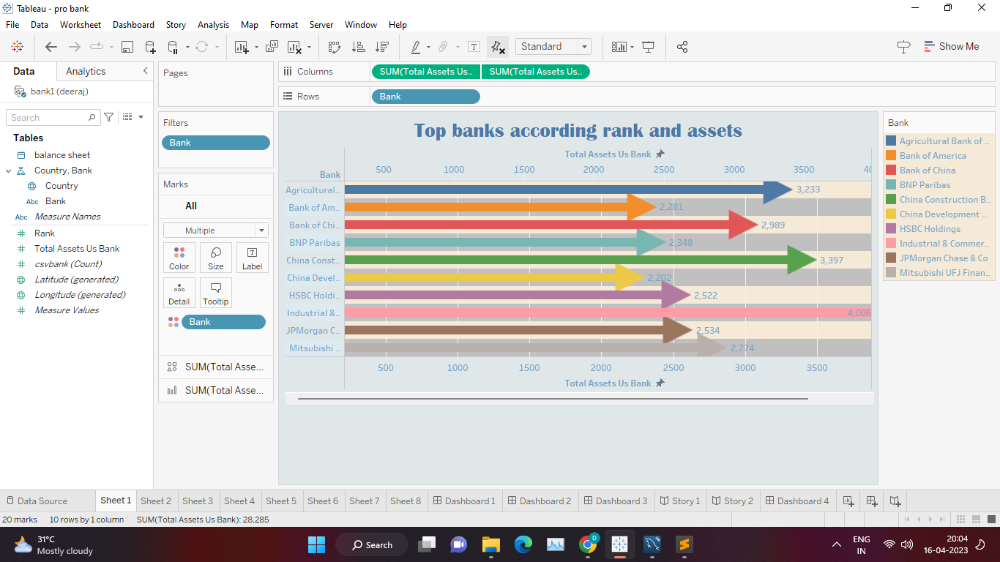 Tableau - pro bank
File Data Worksheet Dashboard Story Analysis Map Format Server Window Help
Standard
Show Me
Data Analytics
bank1 (deeraj)
Search
Tables
balance sheet
Country, Bank
Country
Abc Bank
Abc Measure Names
Rank
Total Assets Us Bank
csvbank (Count)
Latitude (generated)
Longitude (generated)
Measure Values
Pages
Filters
Bank
Marks
All
Multiple
Color Size Label
Detail Tooltip
Bank
SUM(Total Asse...
SUM(Total Asse...
Columns SUM(Total Assets Us.. SUM(Total Assets Us..
Rows Bank
Top banks according rank and assets
Total Assets Us Bank
Bank 500 1000 1500 2000 2500 3000 3500 40
Agricultural.. 3,233
Bank of Am.. 2,281
Bank of Chi.. 2,989
BNP Paribas 2,348
China Const.. 3,397
China Devel.. 2,202
HSBC Holdi.. 2,522
Industrial &.. 4,006
JPMorgan C.. 2,534
Mitsubishi .. 2,774
500 1000 1500 2000 2500 3000 3500
Total Assets Us Bank
Bank
Agricultural Bank of ..
Bank of America
Bank of China
BNP Paribas
China Construction B..
China Development ..
HSBC Holdings
Industrial & Commer..
JPMorgan Chase & Co
Mitsubishi UFJ Finan..
Data Source Sheet 1 Sheet 2 Sheet 3 Sheet 4 Sheet 5 Sheet 6 Sheet 7 Sheet 8 Dashboard 1 Dashboard 2 Dashboard 3 Story 1 Story 2 Dashboard 4
20 marks 10 rows by 1 column SUM(Total Assets Us Bank): 28,285
31°C
Mostly cloudy
Search
D
ENG
IN
20:04
16-04-2023